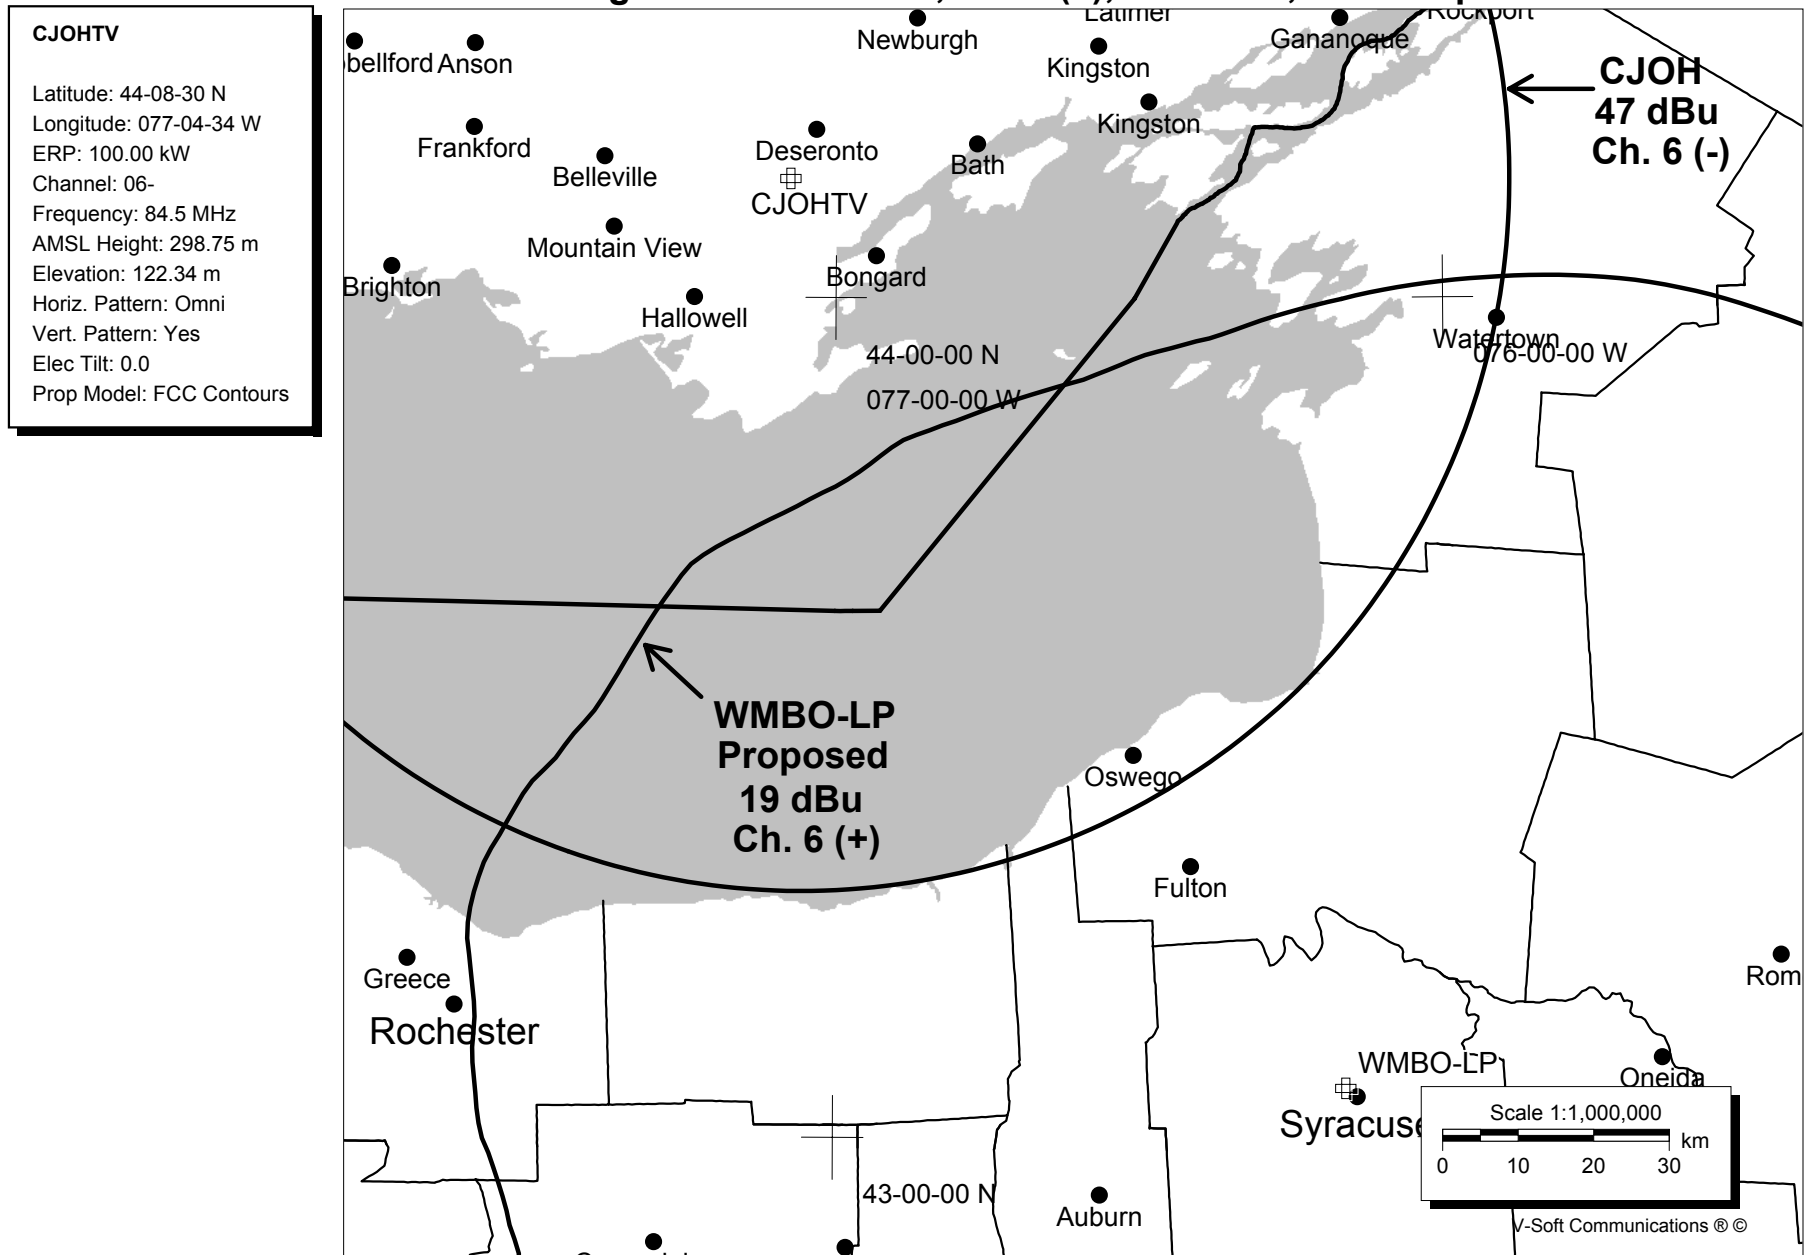 CJOHTV
Latitude: 44-08-30 N
Longitude: 077-04-34 W
ERP: 100.00 kW
Channel: 06-
Frequency: 84.5 MHz
AMSL Height: 298.75 m
Elevation: 122.34 m
Horiz. Pattern: Omni
Vert. Pattern: Yes
Elec Tilt: 0.0
Prop Model: FCC Contours
Latimer
Rockport
Newburgh
Gananoque
bellford
Anson
Kingston
CJOH
47 dBu
Ch. 6 (-)
Kingston
Frankford
Deseronto
Bath
Belleville
CJOHTV
Mountain View
Bongard
Brighton
Hallowell
Watertown
44-00-00 N
076-00-00 W
077-00-00 W
WMBO-LP
Proposed
19 dBu
Ch. 6 (+)
Oswego
Fulton
Greece
Rom
Rochester
WMBO-LP
Oneida
Syracuse
Scale 1:1,000,000
km
0 10 20 30
43-00-00 N
Auburn
V-Soft Communications ® ©